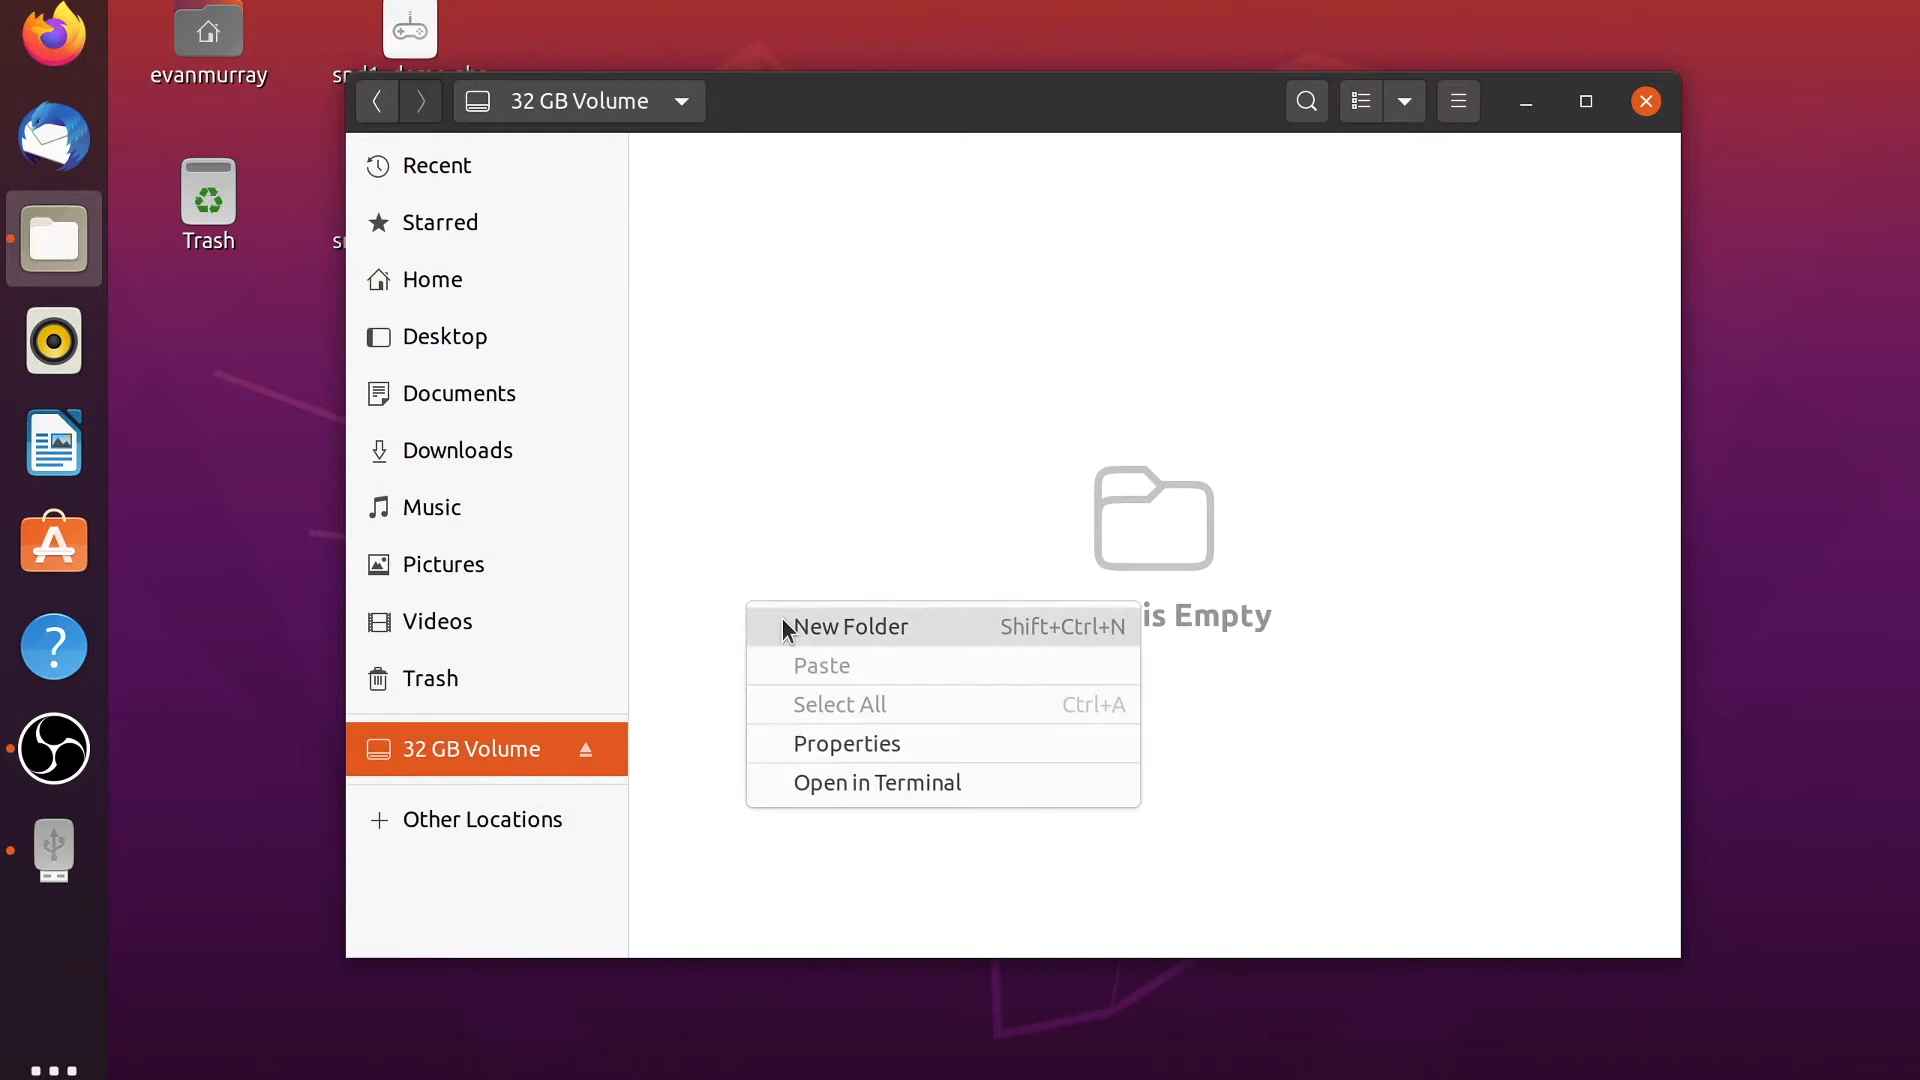 evanmurray
Trash
32 GB Volume
Recent
Starred
Home
Desktop
Documents
Downloads
Music
Pictures
Videos
Trash
32 GB Volume
Other Locations
is Empty
New Folder Shift+Ctrl+N
Paste
Select All Ctrl+A
Properties
Open in Terminal